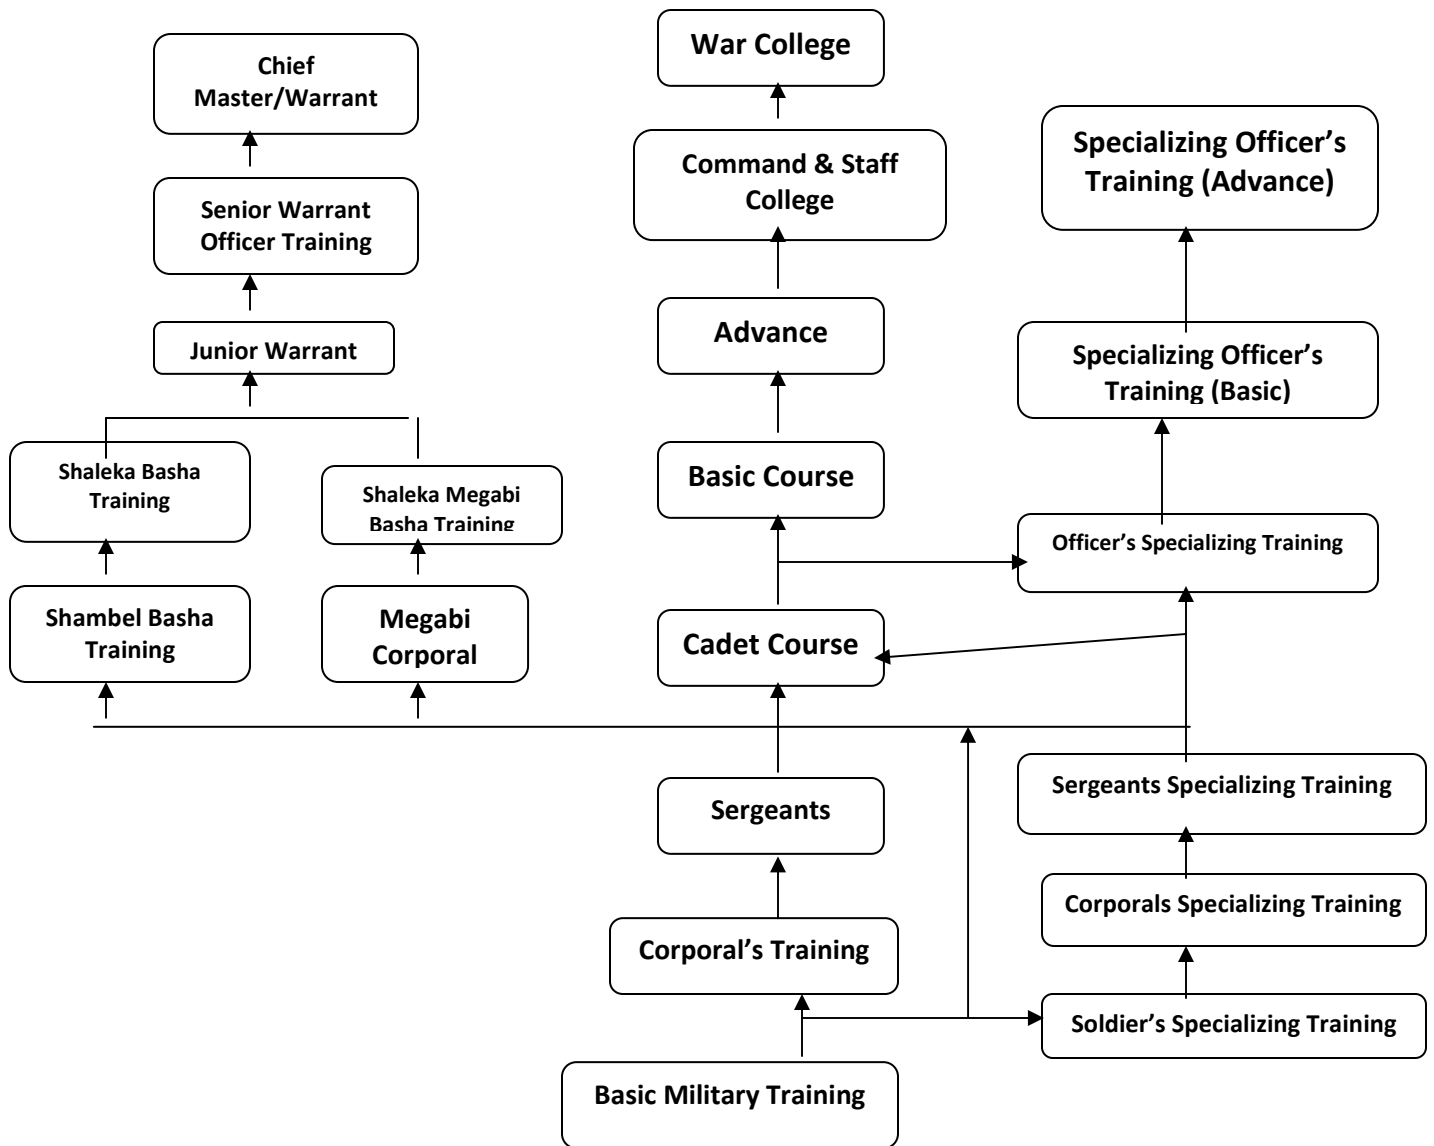 War College
Chief
Master/Warrant
Specializing Officer’s
Training (Advance)
Command & Staff
College
Senior Warrant
Officer Training
Advance
Junior Warrant
Specializing Officer’s
Training (Basic)
Shaleka Basha
Training
Shaleka Megabi
Basha Training
Basic Course
Officer’s Specializing Training
Shambel Basha
Training
Megabi
Corporal
Cadet Course
Sergeants Specializing Training
Sergeants
Corporals Specializing Training
Corporal’s Training
Soldier’s Specializing Training
Basic Military Training